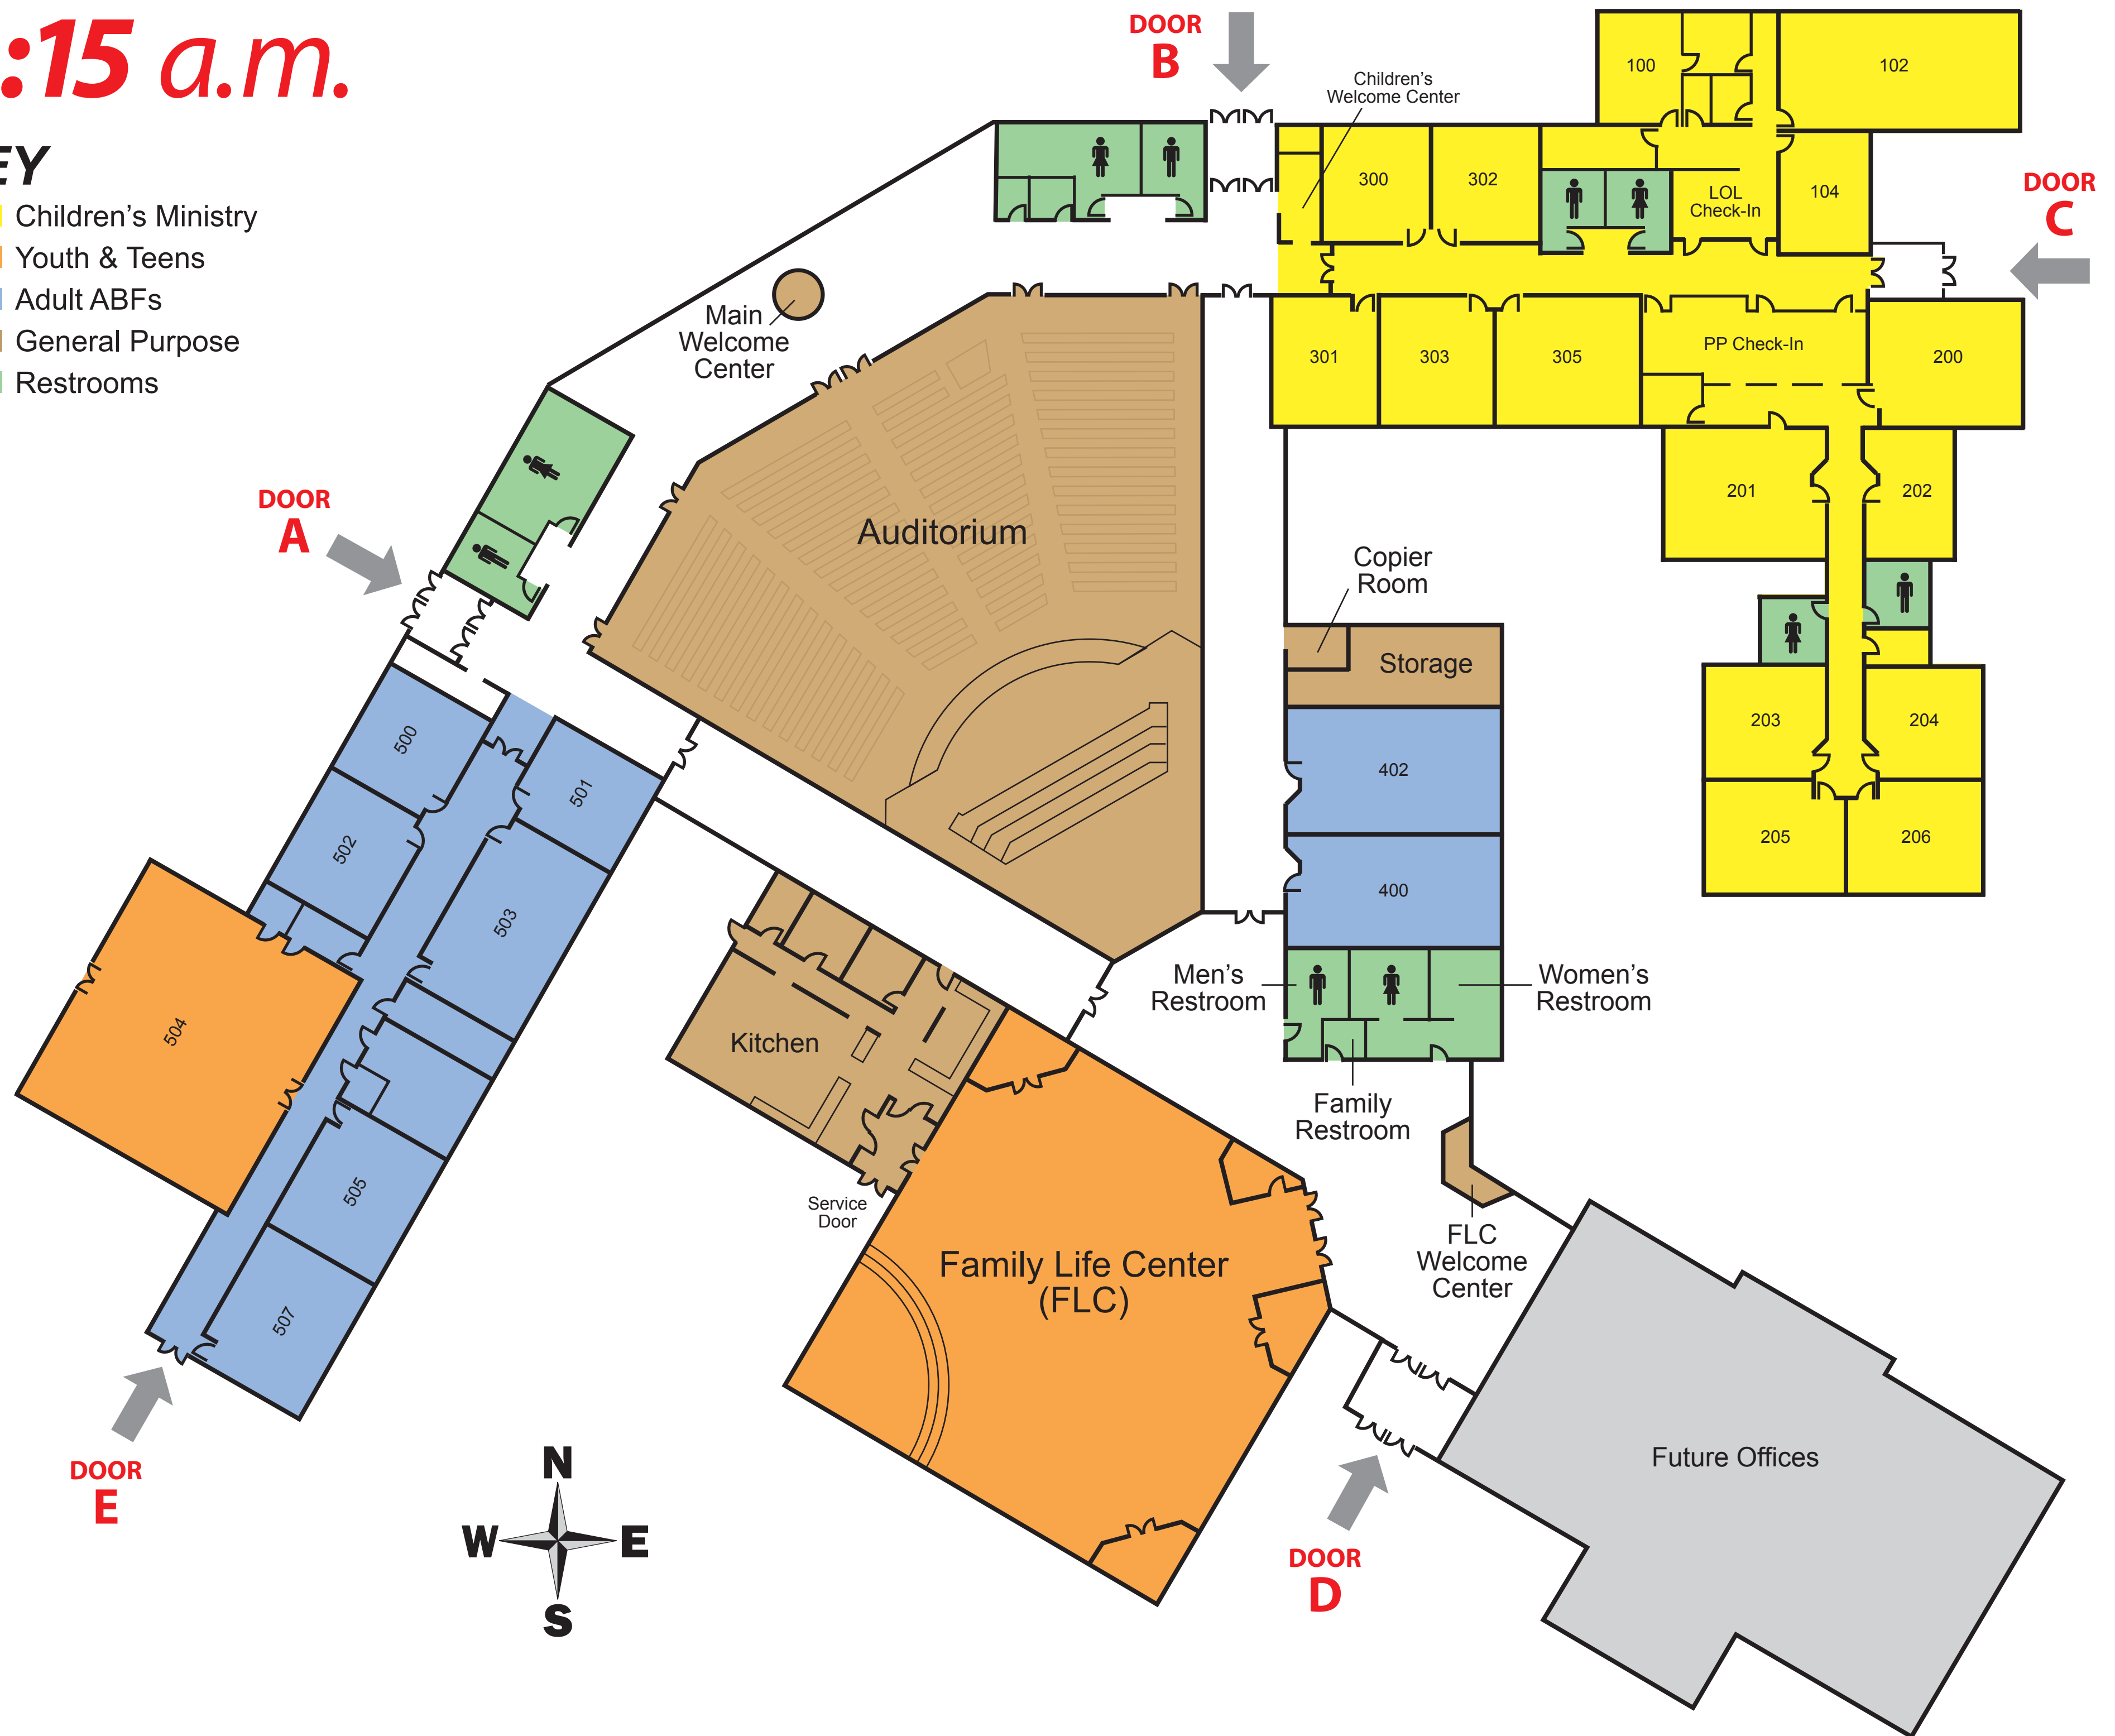 :15 a.m.
EY
Children's Ministry
Youth & Teens
Adult ABFs
General Purpose
Restrooms
DOOR
B
Children's
Welcome Center
100
102
300
302
LOL
Check-In
104
DOOR
C
Main
Welcome
Center
301
303
305
PP Check-In
200
DOOR
A
Auditorium
201
202
Copier
Room
Storage
500
501
402
203
204
502
503
400
205
206
504
Kitchen
Men's
Restroom
Women's
Restroom
Family
Restroom
505
Service
Door
Family Life Center
(FLC)
FLC
Welcome
Center
507
DOOR
E
N
W
E
S
DOOR
D
Future Offices